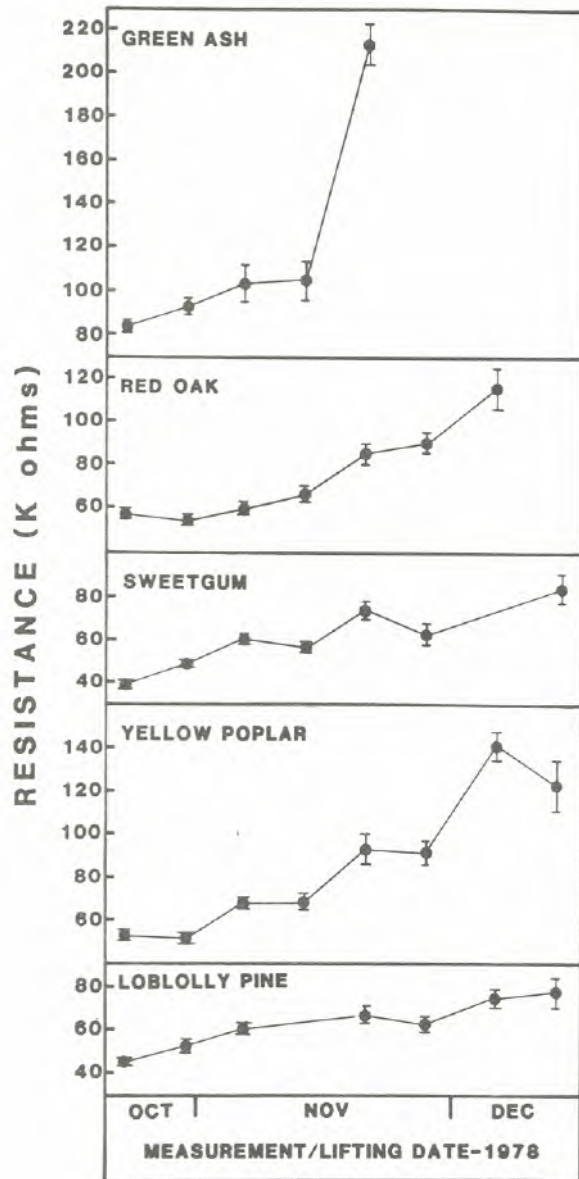 RESISTANCE (K ohms)
GREEN ASH
220
200
180
160
140
120
100
80
RED OAK
120
100
80
60
SWEETGUM
80
60
40
YELLOW POPLAR
140
120
100
80
60
LOBLOLLY PINE
80
60
40
OCT NOV DEC
MEASUREMENT/LIFTING DATE-1978